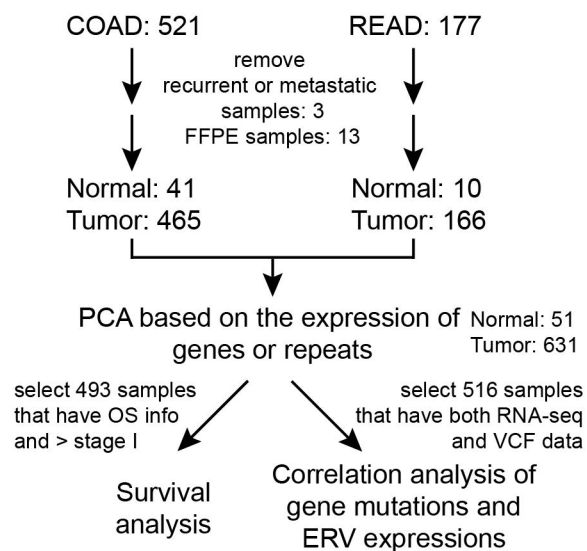 COAD: 521
READ: 177
remove
recurrent or metastatic
samples: 3
FFPE samples: 13
Normal: 41
Tumor: 465
Normal: 10
Tumor: 166
PCA based on the expression of
genes or repeats
Normal: 51
Tumor: 631
select 493 samples
that have OS info
and > stage I
select 516 samples
that have both RNA-seq
and VCF data
Survival
analysis
Correlation analysis of
gene mutations and
ERV expressions